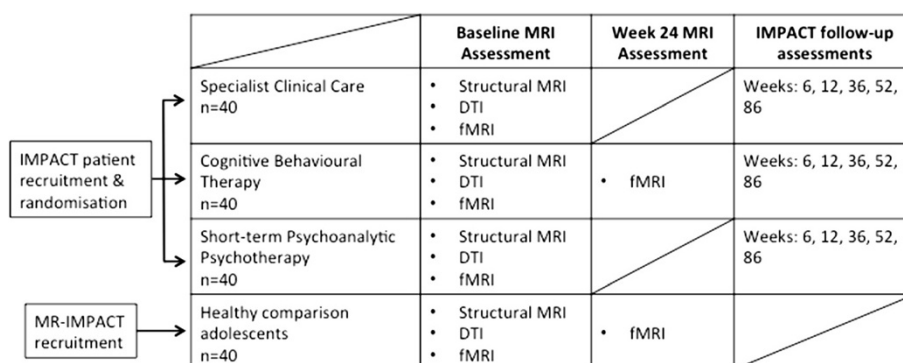 Baseline MRI
Assessment
Week 24 MRI
Assessment
IMPACT follow-up
assessments
IMPACT patient
recruitment &
randomisation
Specialist Clinical Care
n=40
• Structural MRI
• DTI
• fMRI
Weeks: 6, 12, 36, 52,
86
Cognitive Behavioural
Therapy
n=40
• Structural MRI
• DTI
• fMRI
• fMRI
Weeks: 6, 12, 36, 52,
86
Short-term Psychoanalytic
Psychotherapy
n=40
• Structural MRI
• DTI
• fMRI
Weeks: 6, 12, 36, 52,
86
MR-IMPACT
recruitment
Healthy comparison
adolescents
n=40
• Structural MRI
• DTI
• fMRI
• fMRI